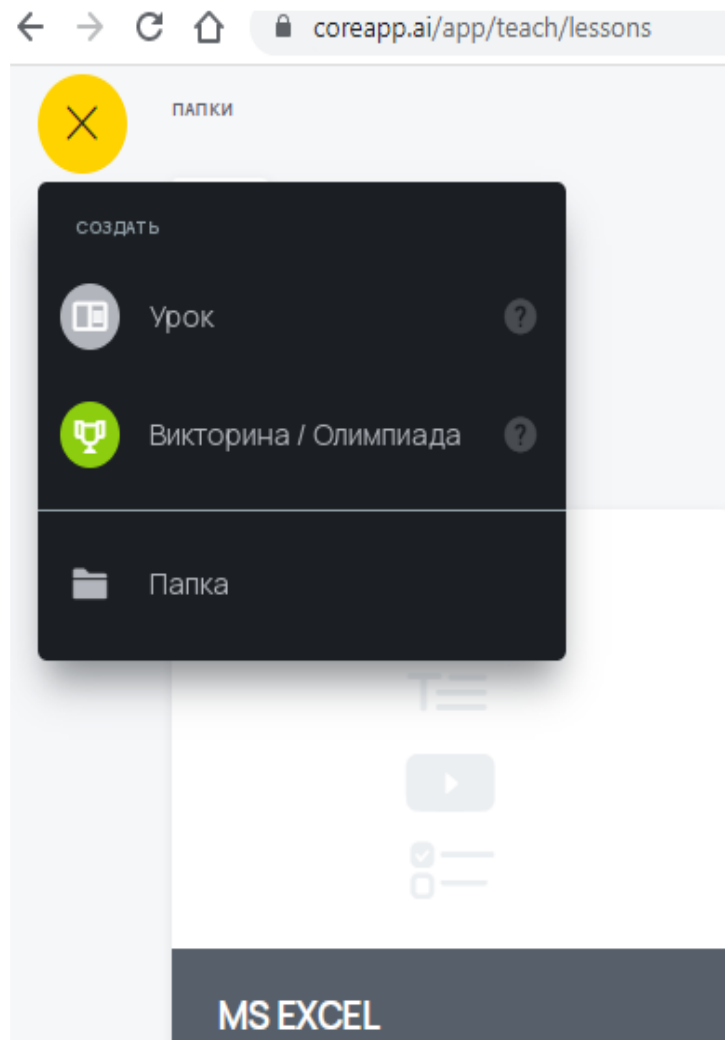 coreapp.ai/app/teach/lessons
ПАПКИ
СОЗДАТЬ
Урок
?
Викторина / Олимпиада
?
Папка
MS EXCEL